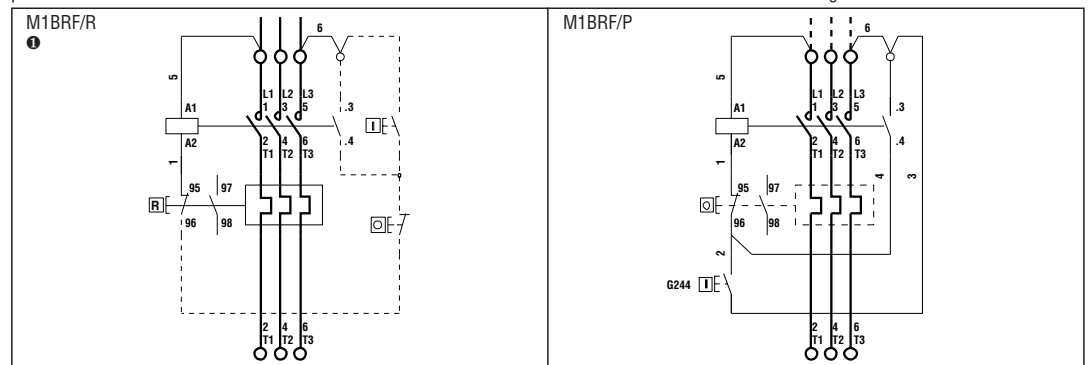 M1BRF/R
❶
6
5
L1 L2 L3
1 3 5
A1
.3
I
A2
.4
2 4 6
T1 T2 T3
1
95 97
R
96 98
O
2 4 6
T1 T2 T3
M1BRF/P
6
5
L1 L2 L3
1 3 5
A1
.3
A2
.4
2 4 6
T1 T2 T3
1
4
3
95 97
O
96 98
2
G244 I
2 4 6
T1 T2 T3